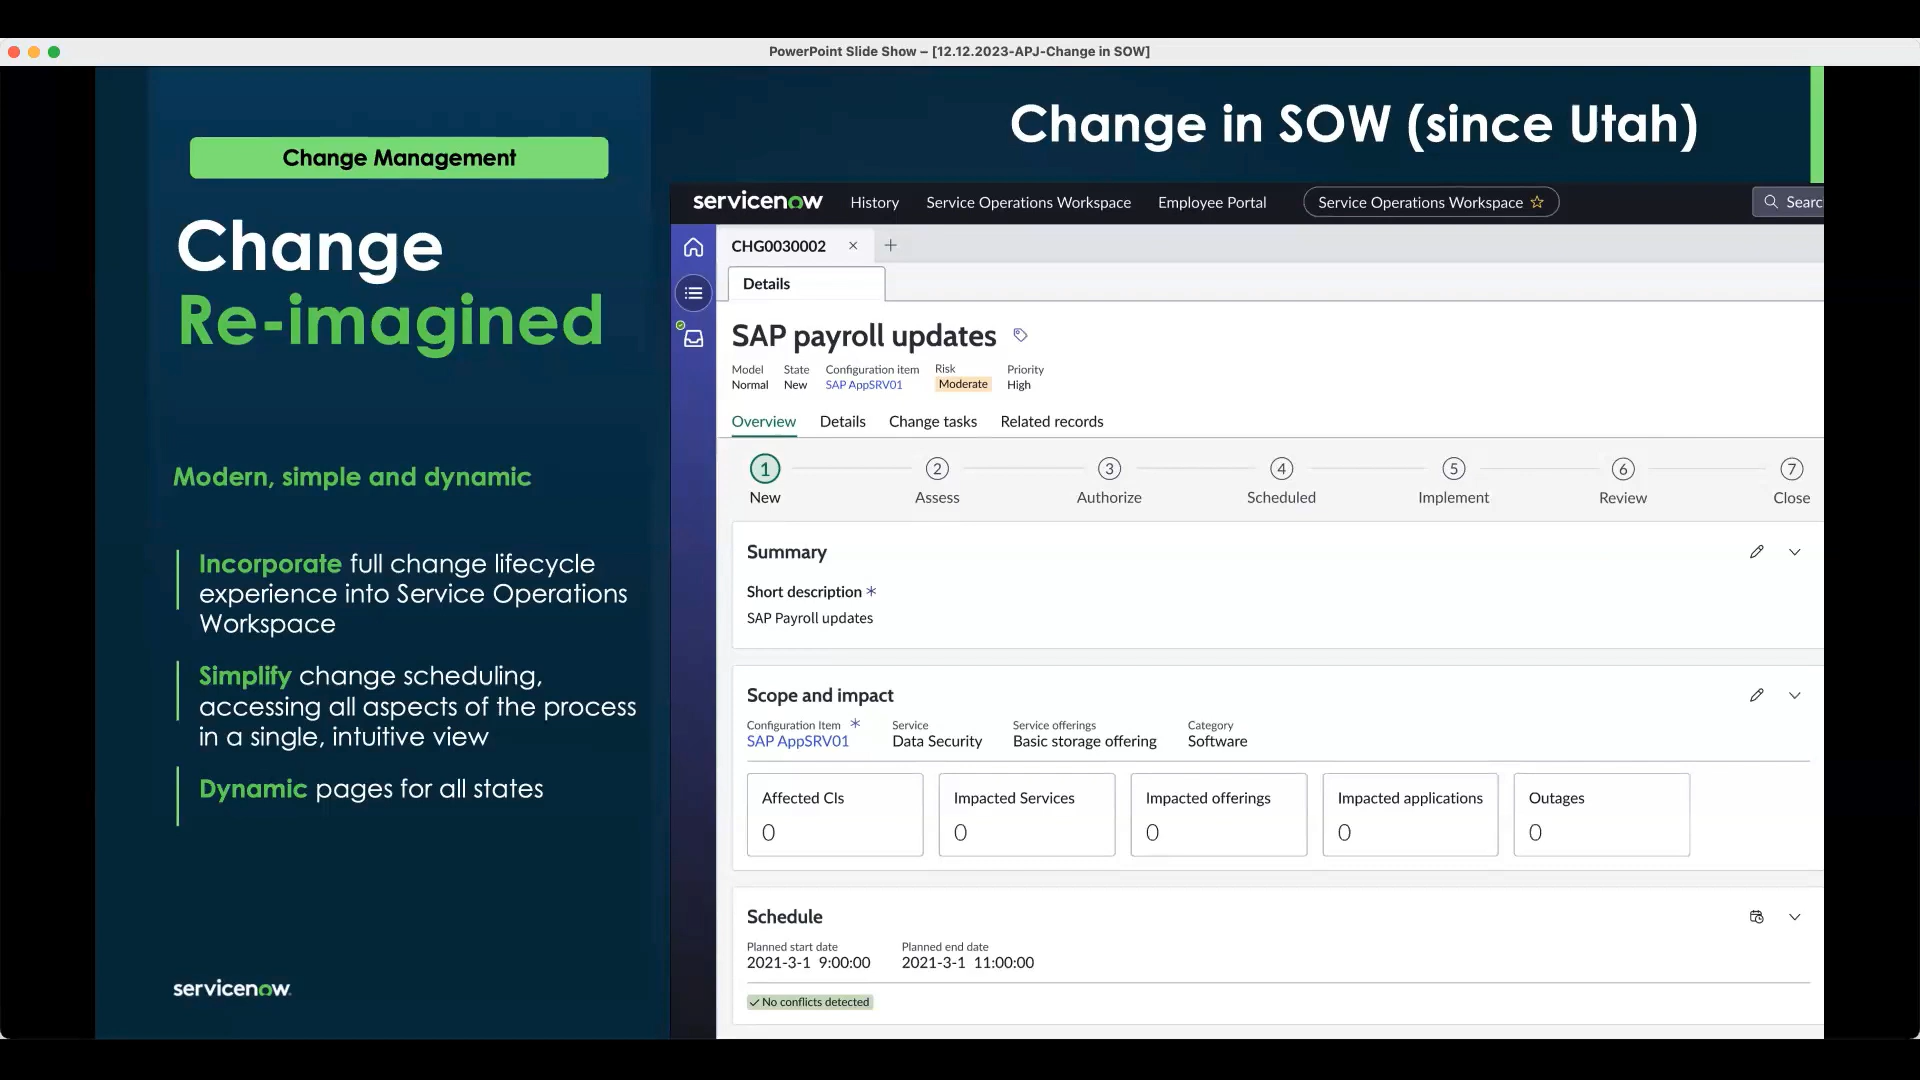 PowerPoint Slide Show – [12.12.2023-APJ-Change in SOW]
Change Management
Change
Re-imagined
Modern, simple and dynamic
Incorporate full change lifecycle
experience into Service Operations
Workspace
Simplify change scheduling,
accessing all aspects of the process
in a single, intuitive view
Dynamic pages for all states
servicenow.
Change in SOW (since Utah)
servicenow History Service Operations Workspace Employee Portal Service Operations Workspace ☆ Searc
CHG0030002 × +
Details
SAP payroll updates
Model State Configuration item Risk Priority
Normal New SAP AppSRV01 Moderate High
Overview Details Change tasks Related records
1 2 3 4 5 6 7
New Assess Authorize Scheduled Implement Review Close
Summary
Short description *
SAP Payroll updates
Scope and impact
Configuration Item * Service Service offerings Category
SAP AppSRV01 Data Security Basic storage offering Software
Affected CIs Impacted Services Impacted offerings Impacted applications Outages
0 0 0 0 0
Schedule
Planned start date Planned end date
2021-3-1 9:00:00 2021-3-1 11:00:00
✓ No conflicts detected